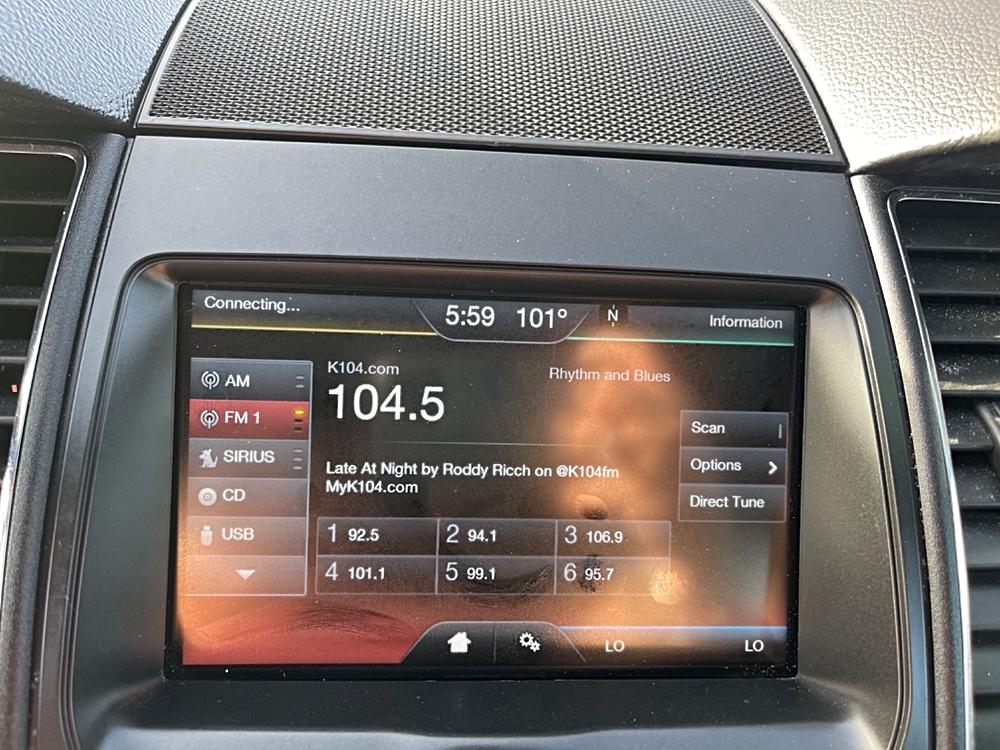 Connecting...
5:59 101°
N
Information
AM
FM 1
SIRIUS
CD
USB
K104.com
Rhythm and Blues
104.5
Late At Night by Roddy Ricch on @K104fm
MyK104.com
1 92.5
2 94.1
3 106.9
4 101.1
5 99.1
6 95.7
Scan
Options
Direct Tune
LO
LO